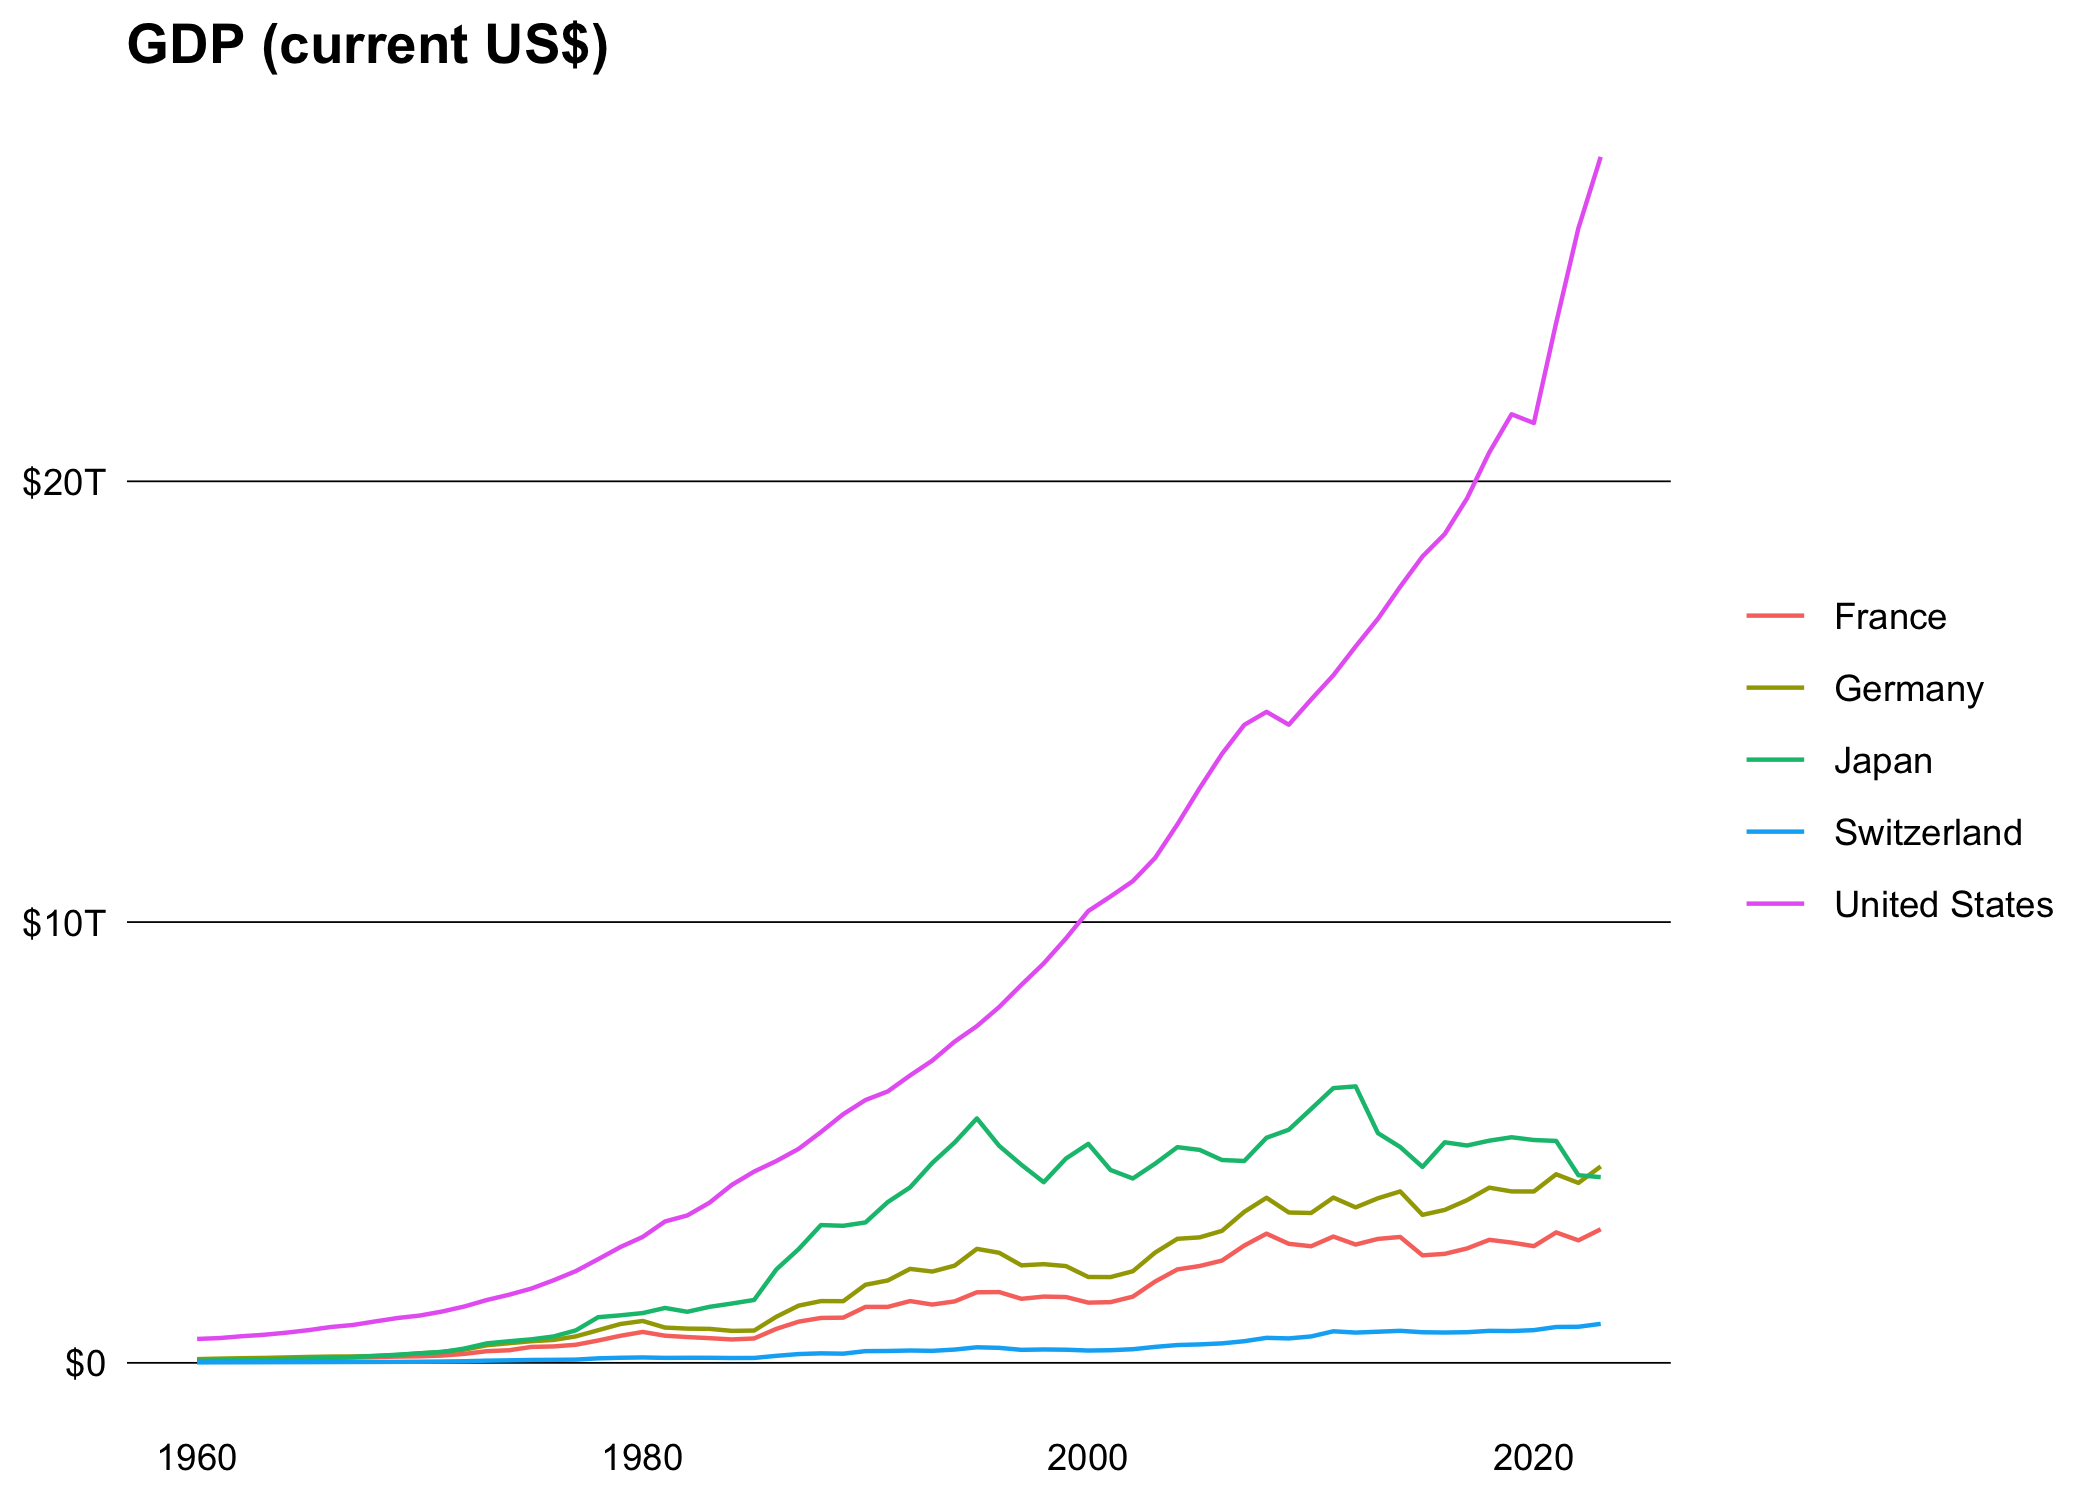 GDP (current US$)
$20T
$10T
$0
1960 1980 2000 2020
France
Germany
Japan
Switzerland
United States